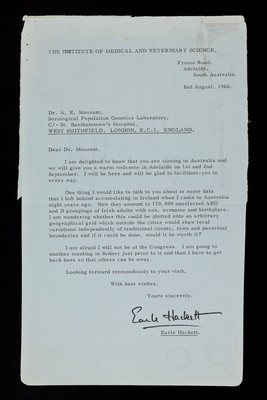 THE INSTITUTE OF MEDICAL AND VETERINARY SCIENCE,
Frome Road,
Adelaide,
South Australia.
2nd August, 1966.
Dr. A. E. Mourant,
Serological Population Genetics Laboratory,
C/- St. Bartholomew's Hospital,
WEST SMITHFIELD, LONDON, E.C.1, ENGLAND.
Dear Dr. Mourant,
I am delighted to know that you are coming to Australia and
we will give you a warm welcome in Adelaide on 1st and 2nd
September. I will be here and will be glad to facilitate you in
every way.
One thing I would like to talk to you about is some data
that I left behind accumulating in Ireland when I came to Australia
eight years ago. Now they amount to 170,000 unselected ABO
and D groupings of Irish adults with sex, surname and birthplace.
I am wondering whether this could be plotted onto an arbitrary
geographical grid which outside the cities would show local
variations independently of traditional county, town and parochial
boundaries and if it could be done, would it be worth it?
I am afraid I will not be at the Congress. I am going to
another meeting in Sydney just prior to it and then I have to get
back here so that others can be away.
Looking forward tremendously to your visit,
With best wishes,
Yours sincerely,
Earle Hackett
Earle Hackett.